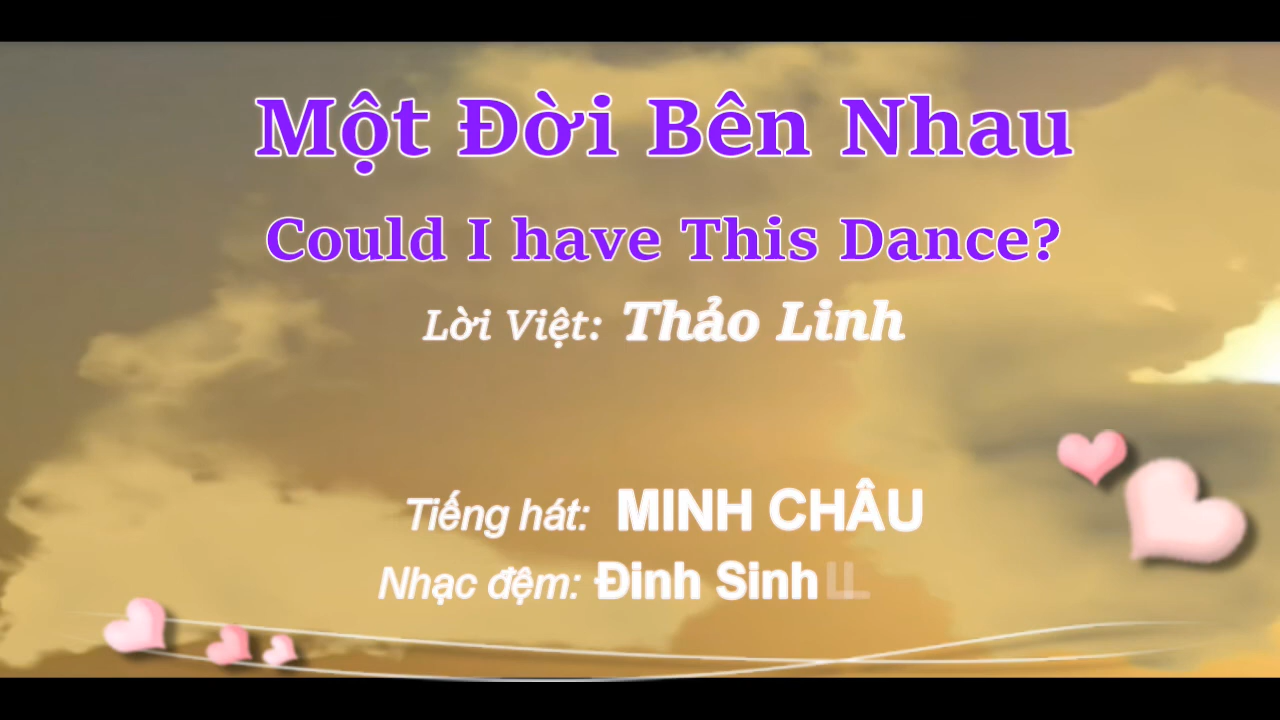 Một Đời Bên Nhau
Could I have This Dance?
Lời Việt: Thảo Linh
Tiếng hát: MINH CHÂU
Nhạc đệm: Đinh Sinh